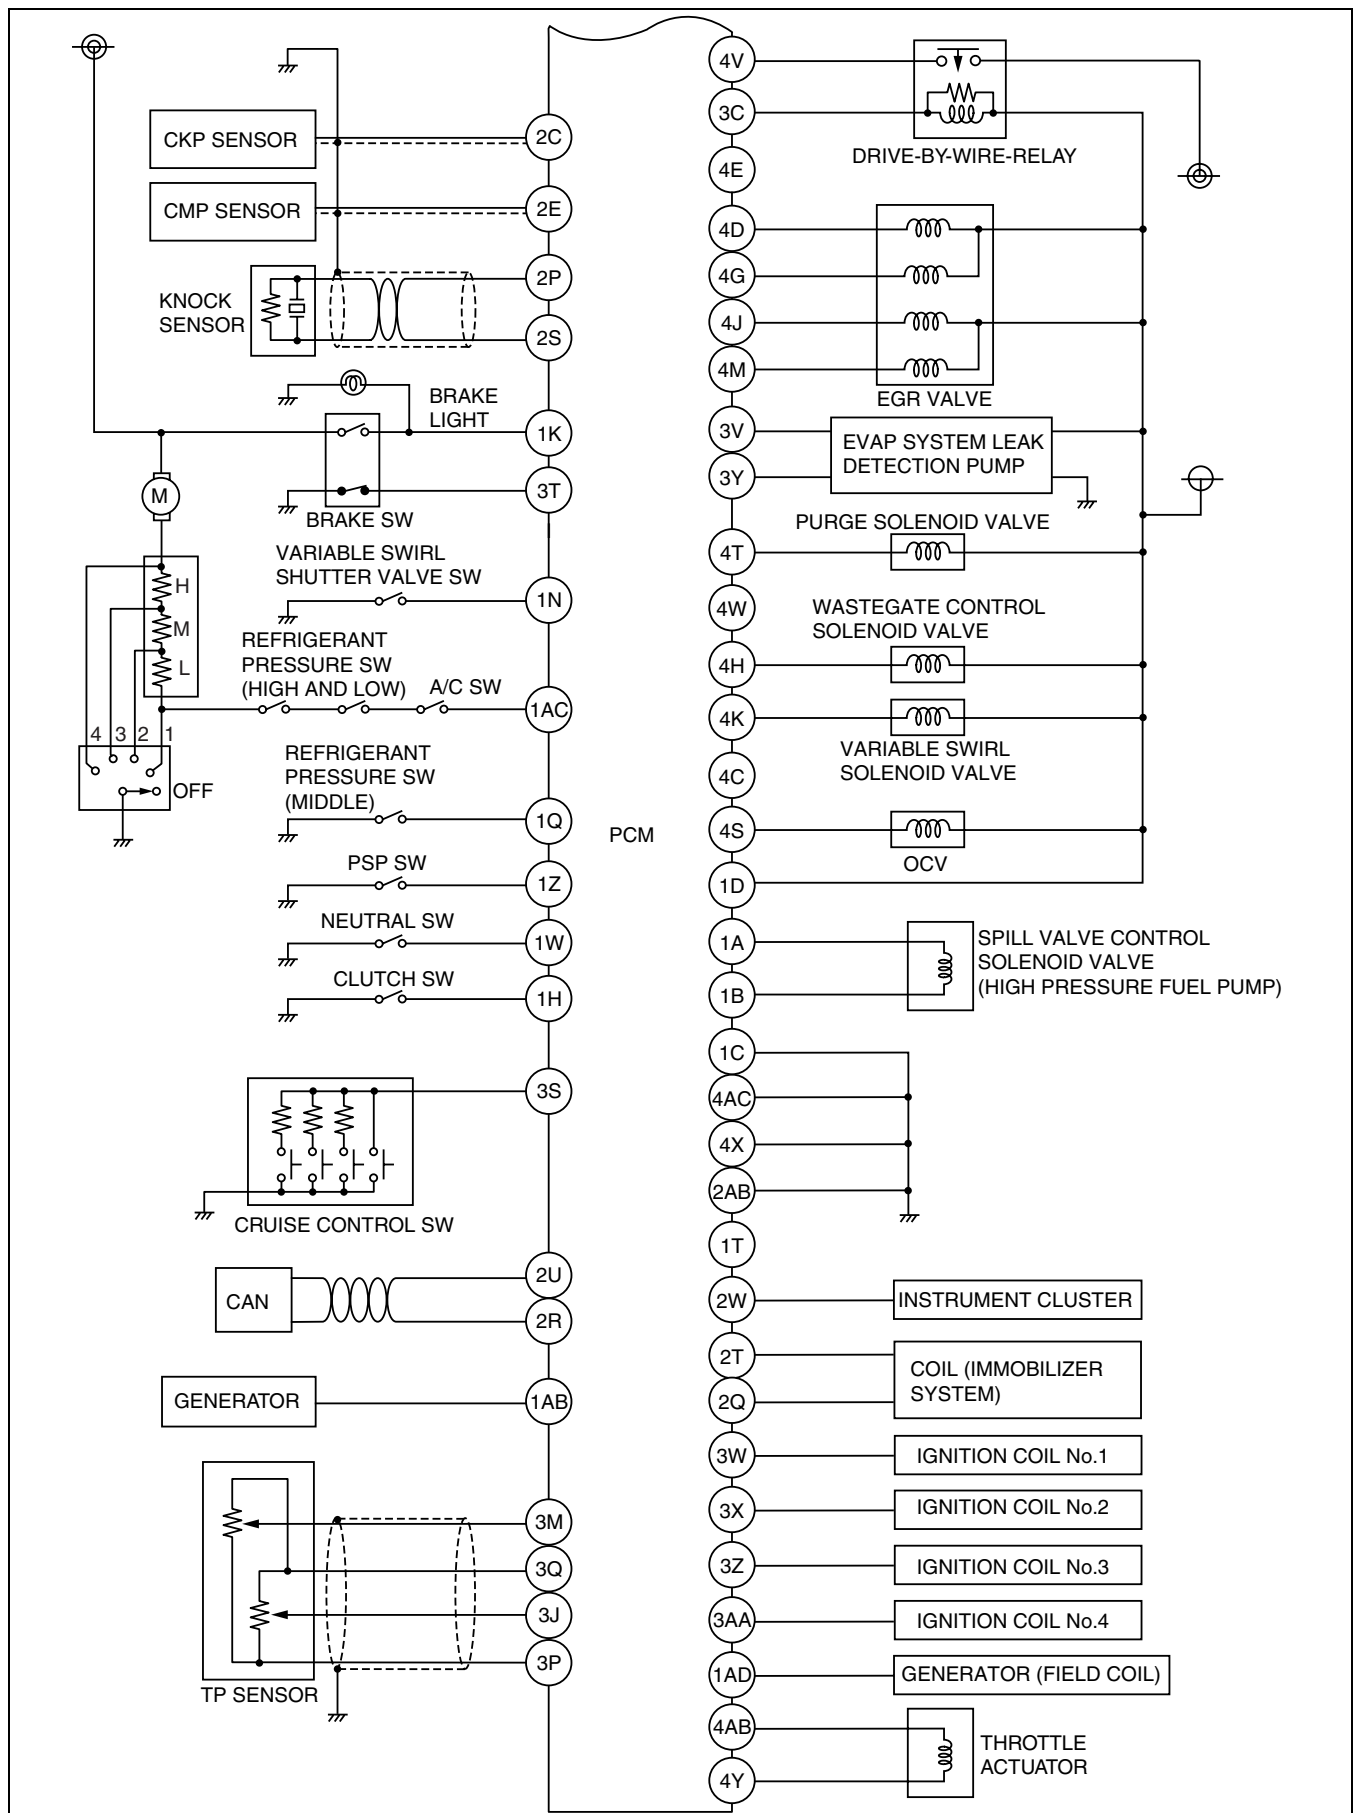 CKP SENSOR
CMP SENSOR
KNOCK
SENSOR
BRAKE
LIGHT
BRAKE SW
M
H
M
L
4 3 2 1
OFF
VARIABLE SWIRL
SHUTTER VALVE SW
REFRIGERANT
PRESSURE SW
(HIGH AND LOW)
A/C SW
REFRIGERANT
PRESSURE SW
(MIDDLE)
PSP SW
NEUTRAL SW
CLUTCH SW
CRUISE CONTROL SW
CAN
GENERATOR
TP SENSOR
2C
2E
2P
2S
1K
3T
1N
1AC
1Q
1Z
1W
1H
3S
2U
2R
1AB
3M
3Q
3J
3P
PCM
4V
3C
4E
4D
4G
4J
4M
3V
3Y
4T
4W
4H
4K
4C
4S
1D
1A
1B
1C
4AC
4X
2AB
1T
2W
2T
2Q
3W
3X
3Z
3AA
1AD
4AB
4Y
DRIVE-BY-WIRE-RELAY
EGR VALVE
EVAP SYSTEM LEAK
DETECTION PUMP
PURGE SOLENOID VALVE
WASTEGATE CONTROL
SOLENOID VALVE
VARIABLE SWIRL
SOLENOID VALVE
OCV
SPILL VALVE CONTROL
SOLENOID VALVE
(HIGH PRESSURE FUEL PUMP)
INSTRUMENT CLUSTER
COIL (IMMOBILIZER
SYSTEM)
IGNITION COIL No.1
IGNITION COIL No.2
IGNITION COIL No.3
IGNITION COIL No.4
GENERATOR (FIELD COIL)
THROTTLE
ACTUATOR